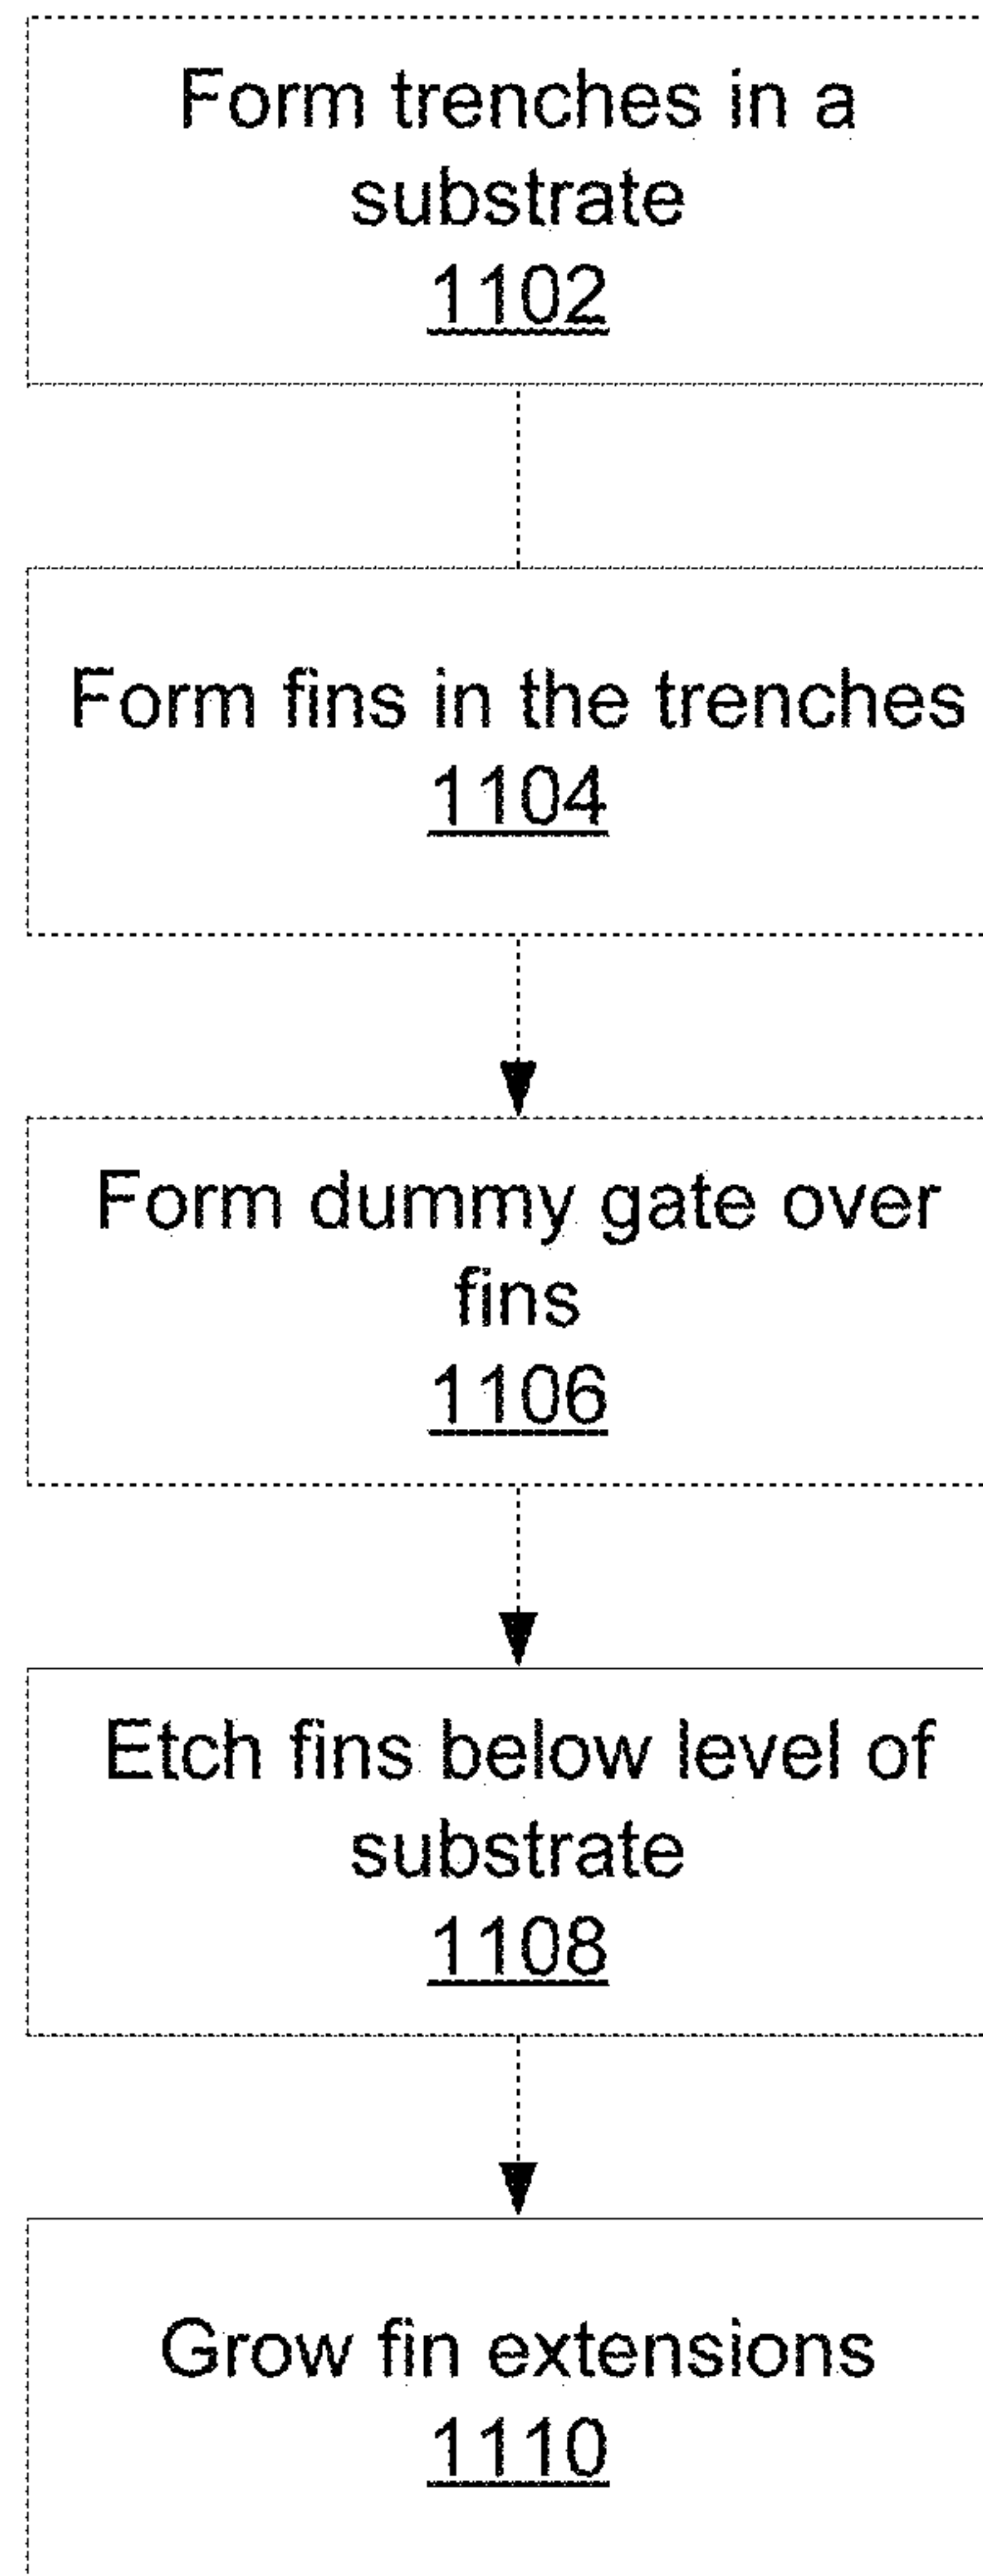 Form trenches in a
substrate
1102
Form fins in the trenches
1104
Form dummy gate over
fins
1106
Etch fins below level of
substrate
1108
Grow fin extensions
1110